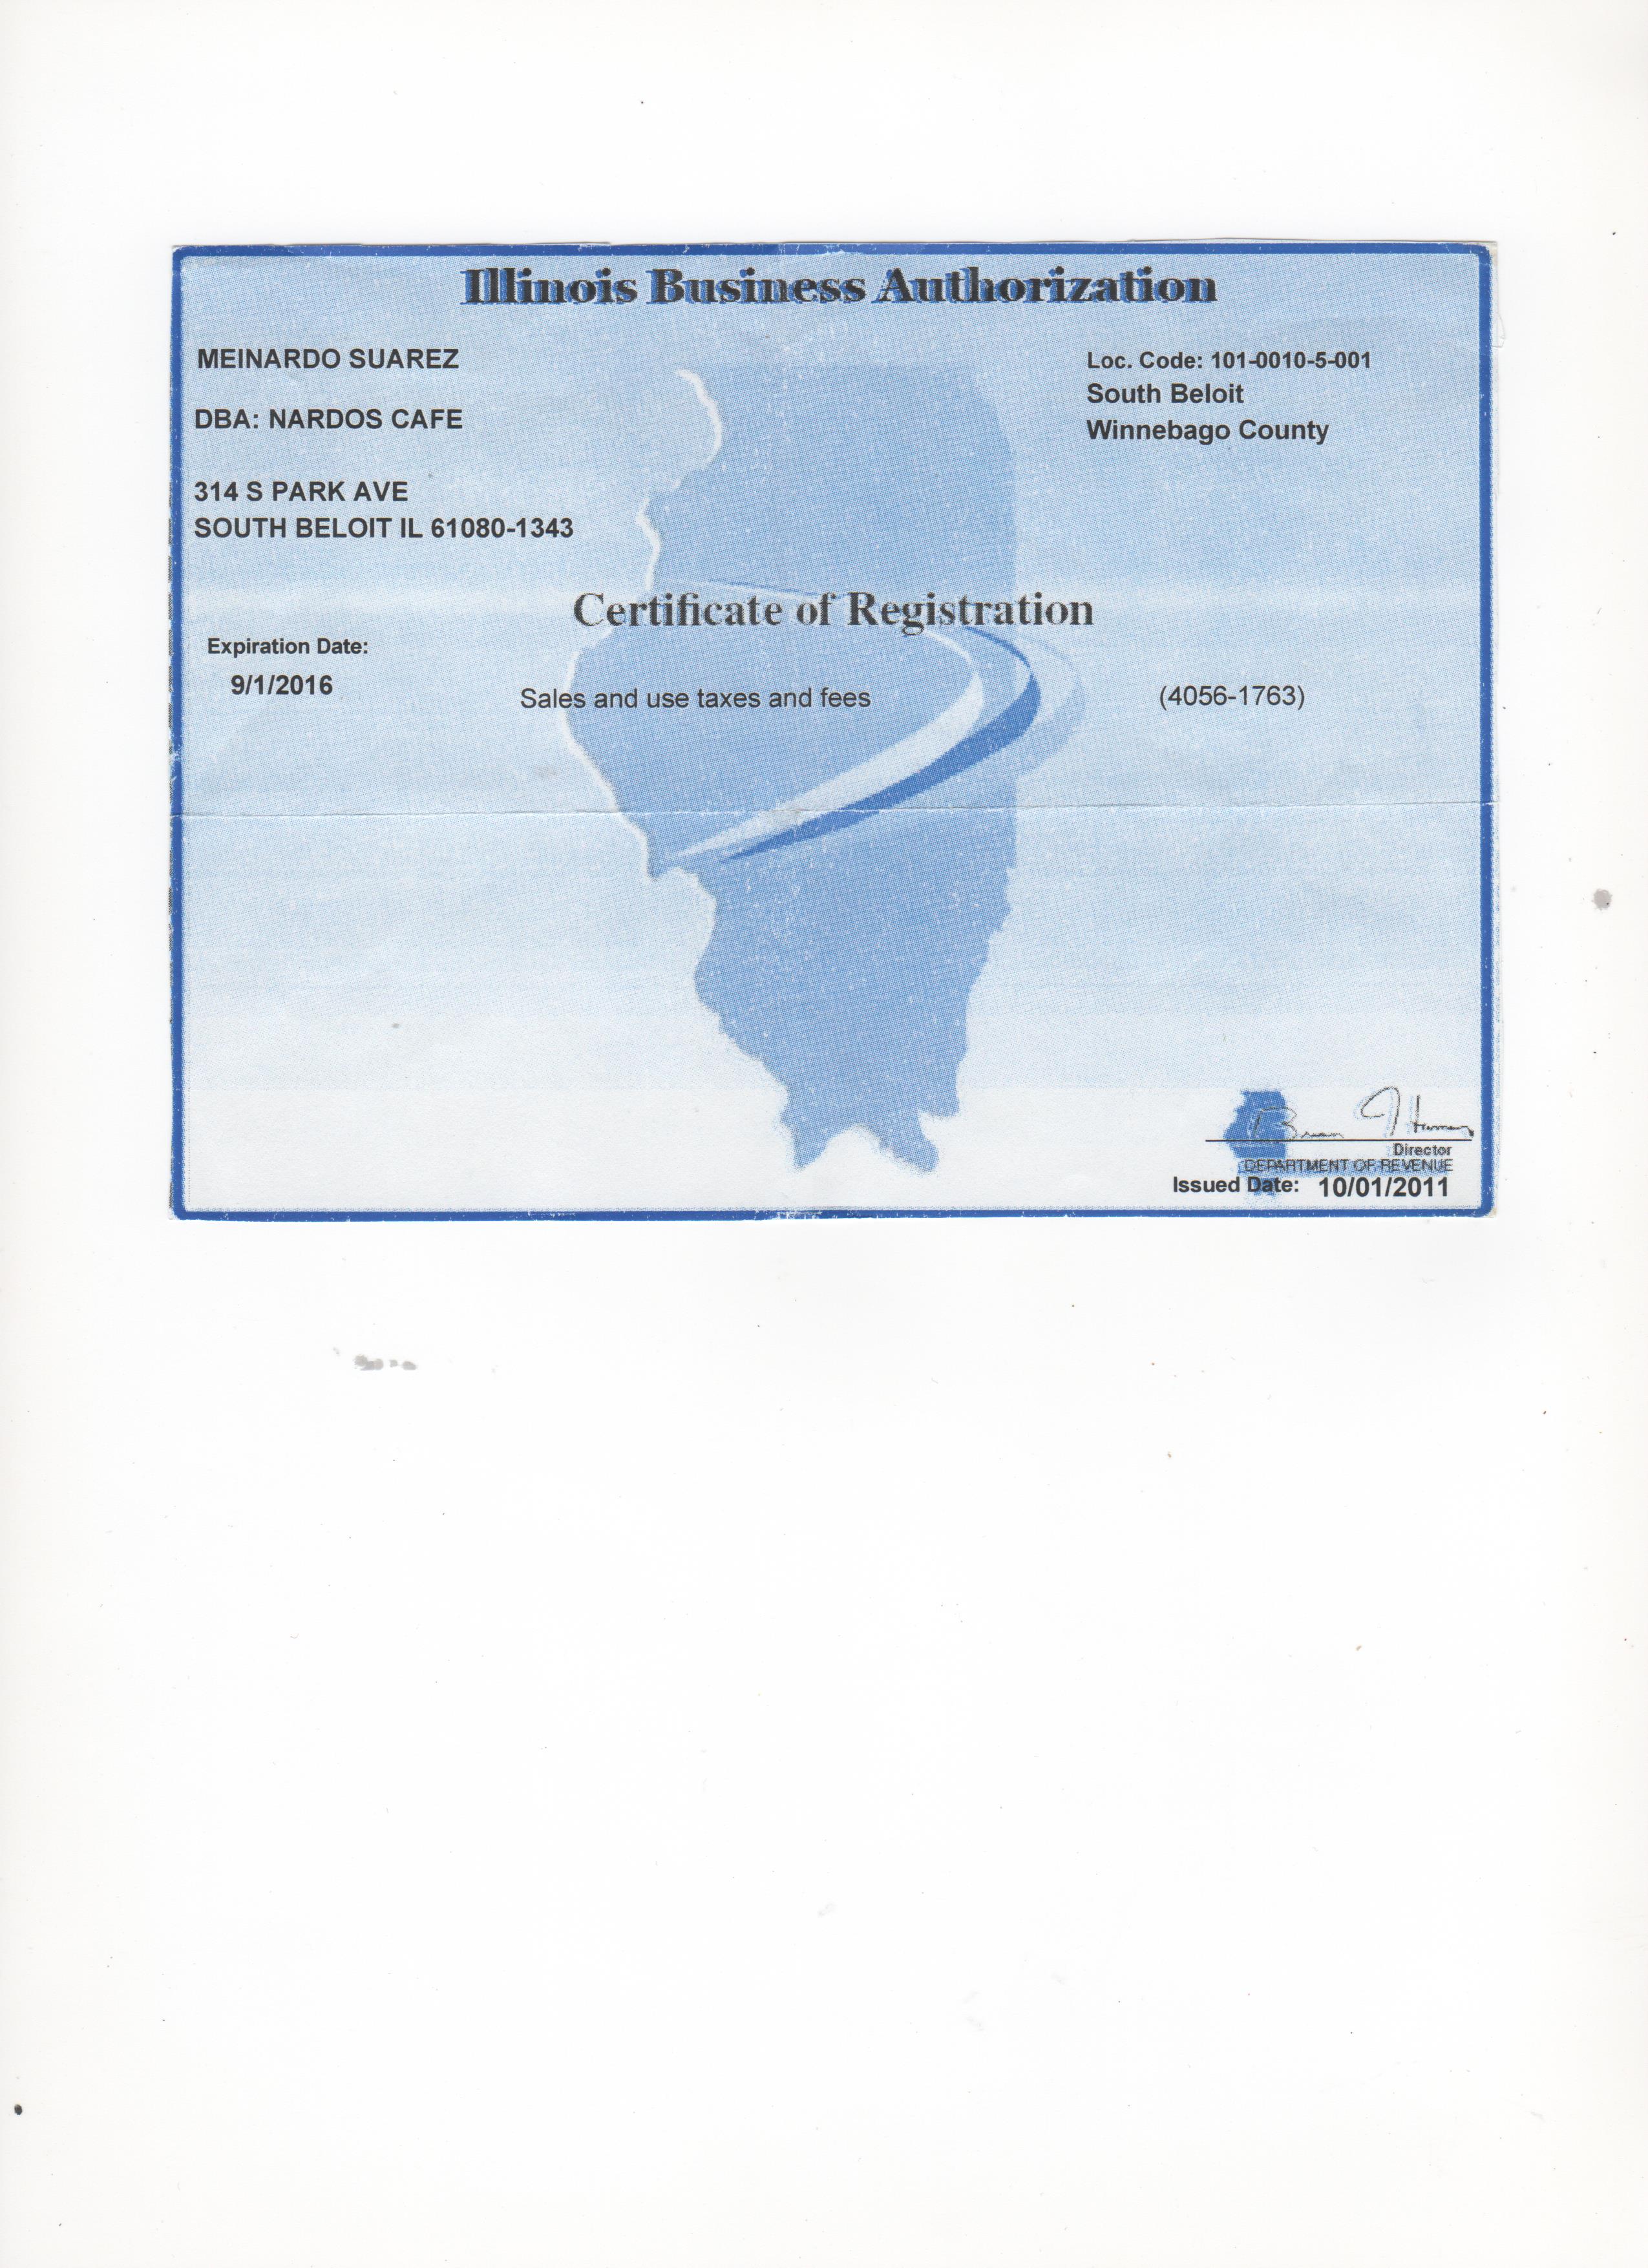 Illinois Business Authorization
MEINARDO SUAREZ
DBA: NARDOS CAFE
314 S PARK AVE
SOUTH BELOIT IL 61080-1343
Loc. Code: 101-0010-5-001
South Beloit
Winnebago County
Certificate of Registration
Expiration Date:
9/1/2016
Sales and use taxes and fees (4056-1763)
Brian
Director
DEPARTMENT OF REVENUE
Issued Date: 10/01/2011